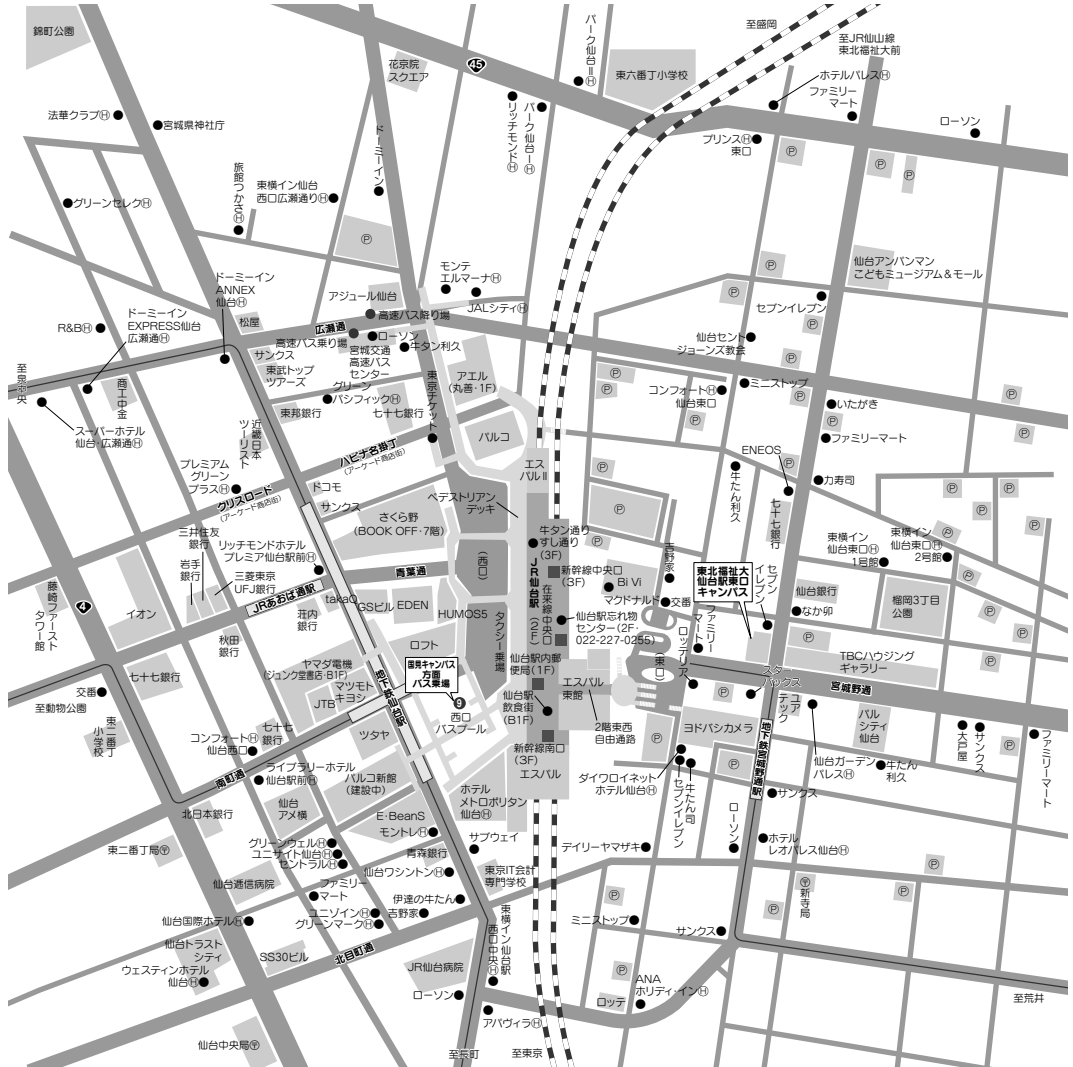 至盛岡
至JR仙山線
東北福祉大前
錦町公園
花京院
スクエア
45
パーク仙台ⅡⒽ
東六番丁小学校
ホテルパレスⒽ
ファミリー
マート
ローソン
法華クラブⒽ
宮城県神社庁
ドーミーイン
リッチモンドⒽ
パーク仙台ⅠⒽ
プリンスⒽ
東口
Ⓟ
Ⓟ
Ⓟ
旅館つかさⒽ
東横イン仙台
西口広瀬通りⒽ
グリーンセレクⒽ
Ⓟ
Ⓟ
仙台アンパンマン
こどもミュージアム&モール
ドーミーイン
ANNEX
仙台Ⓗ
モンテ
エルマーナⒽ
JALシティⒽ
アジュール仙台
高速バス降り場
Ⓟ
セブンイレブン
ドーミーイン
EXPRESS仙台
広瀬通Ⓗ
R&BⒽ
松屋
広瀬通
高速バス乗り場
ローソン
宮城交通
高速バス
センター
牛タン利久
仙台セント
ジョーンズ教会
至泉中央
サンクス
東武トップ
ツアーズ
商工中金
グリーン
パシフィックⒽ
東京チケット
アエル
(丸善・1F)
Ⓟ
Ⓟ
Ⓟ
Ⓟ
コンフォートⒽ
仙台東口
ミニストップ
Ⓟ
いたがき
スーパーホテル
仙台・広瀬通Ⓗ
東邦銀行
七十七銀行
近畿日本
ツーリスト
ハピナ名掛丁
(アーケード商店街)
パルコ
Ⓟ
Ⓟ
ファミリーマート
ENEOS
プレミアム
グリーン
プラスⒽ
クリスロード
(アーケード商店街)
エス
パルⅡ
Ⓟ
牛たん利久
Ⓟ
力寿司
ドコモ
サンクス
さくら野
(BOOK OFF・7階)
ペデストリアン
デッキ
Ⓟ
Ⓟ
Ⓟ
Ⓟ
Ⓟ
七十七銀行
三井住友
銀行
岩手
銀行
三菱東京
UFJ銀行
リッチモンドホテル
プレミア仙台駅前Ⓗ
牛タン通り
すし通り
(3F)
東横イン
仙台東口Ⓗ
1号館
東横イン
仙台東口Ⓗ
2号館
Ⓟ
藤崎ファースト
タワー館
4
イオン
青葉通
JRあおば通駅
(西口)
JR仙台駅(2F)
新幹線中央口
(3F)
在来線中央口
Bi Vi
マクドナルド
吉野家
交番
東北福祉大
仙台駅東口
キャンパス
セブン
イレブン
仙台銀行
なか卯
榴岡3丁目
公園
Ⓟ
takaQ
GSビル
EDEN
HUMOS5
荘内
銀行
秋田
銀行
ロフト
タクシー乗場
仙台駅忘れ物
センター(2F・
022-227-0255)
仙台駅内郵
便局(1F)
ファミリー
マート
ロッテリア
(東口)
TBCハウジング
ギャラリー
宮城野通
スター
バックス
七十七銀行
ヤマダ電機
(ジュンク堂書店・B1F)
マツモト
キヨシ
JTB
地下鉄仙台駅
国見キャンパス
方面
バス乗場
9
西口
バスプール
仙台駅
飲食街
(B1F)
エスパル
東館
2階東西
自由通路
ヨドバシカメラ
エア
テック
パル
シティ
仙台
交番
至動物公園
東二番丁
小学校
七十七
銀行
コンフォートⒽ
仙台西口
ツタヤ
新幹線南口
(3F)
エスパル
地下鉄宮城野通駅
仙台ガーデン
パレスⒽ
牛たん
利久
大戸屋
サンクス
ファミリーマート
南町通
ライブラリーホテル
仙台駅前Ⓗ
パルコ新館
(建設中)
ホテル
メトロポリタン
仙台Ⓗ
ダイワロイネット
ホテル仙台Ⓗ
セブンイレブン
牛たん司
Ⓟ
サンクス
仙台
アメ横
北日本銀行
E・BeanS
モントレⒽ
サブウェイ
デイリーヤマザキ
ローソン
ホテル
レオパレス仙台Ⓗ
東二番丁局〒
グリーンウェルⒽ
ユニサイト仙台Ⓗ
セントラルⒽ
青森銀行
仙台ワシントンⒽ
東京IT会計
専門学校
仙台逓信病院
ファミリー
マート
伊達の牛たん
Ⓟ
〒
新寺局
Ⓟ
仙台国際ホテルⒽ
ユニゾインⒽ
グリーンマークⒽ
吉野家
ミニストップ
サンクス
Ⓟ
Ⓟ
仙台トラスト
シティ
北目町通
SS30ビル
JR仙台病院
東横イン仙台駅
西口中央Ⓗ
ウェスティンホテル
仙台Ⓗ
Ⓟ
ANA
ホリディ・インⒽ
ローソン
ロッテ
至荒井
アパヴィラⒽ
仙台中央局〒
至長町
至東京